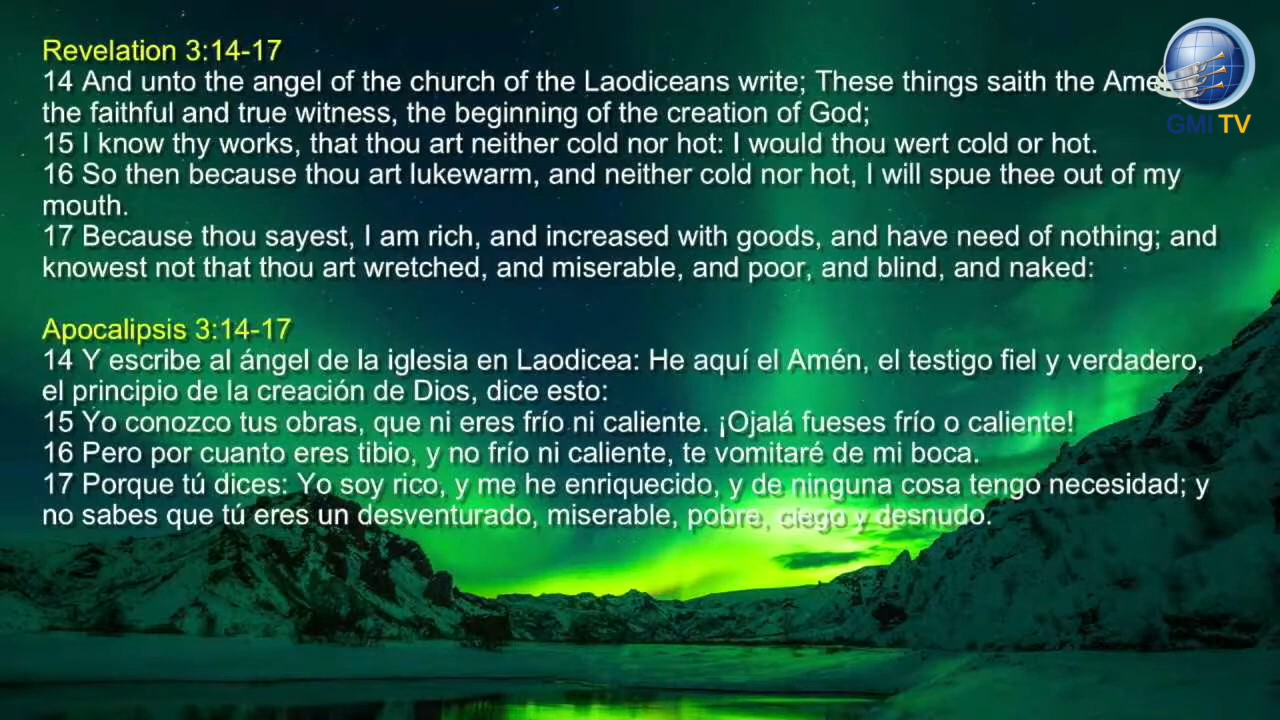 Revelation 3:14-17
14 And unto the angel of the church of the Laodiceans write; These things saith the
the faithful and true witness, the beginning of the creation of God;
15 I know thy works, that thou art neither cold nor hot: I would thou wert cold or hot.
16 So then because thou art lukewarm, and neither cold nor hot, I will spue thee out of my
mouth.
17 Because thou sayest, I am rich, and increased with goods, and have need of nothing; and
knowest not that thou art wretched, and miserable, and poor, and blind, and naked:
Apocalipsis 3:14-17
14 Y escribe al ángel de la iglesia en Laodicea: He aquí el Amén, el testigo fiel y verdadero,
el principio de la creación de Dios, dice esto:
15 Yo conozco tus obras, que ni eres frío ni caliente. ¡Ojalá fueses frío o caliente!
16 Pero por cuanto eres tibio, y no frío ni caliente, te vomitaré de mi boca.
17 Porque tú dices: Yo soy rico, y me he enriquecido, y de ninguna cosa tengo necesidad; y
no sabes que tú eres un desventurado, miserable, pobre, ciego y desnudo.
GMI TV